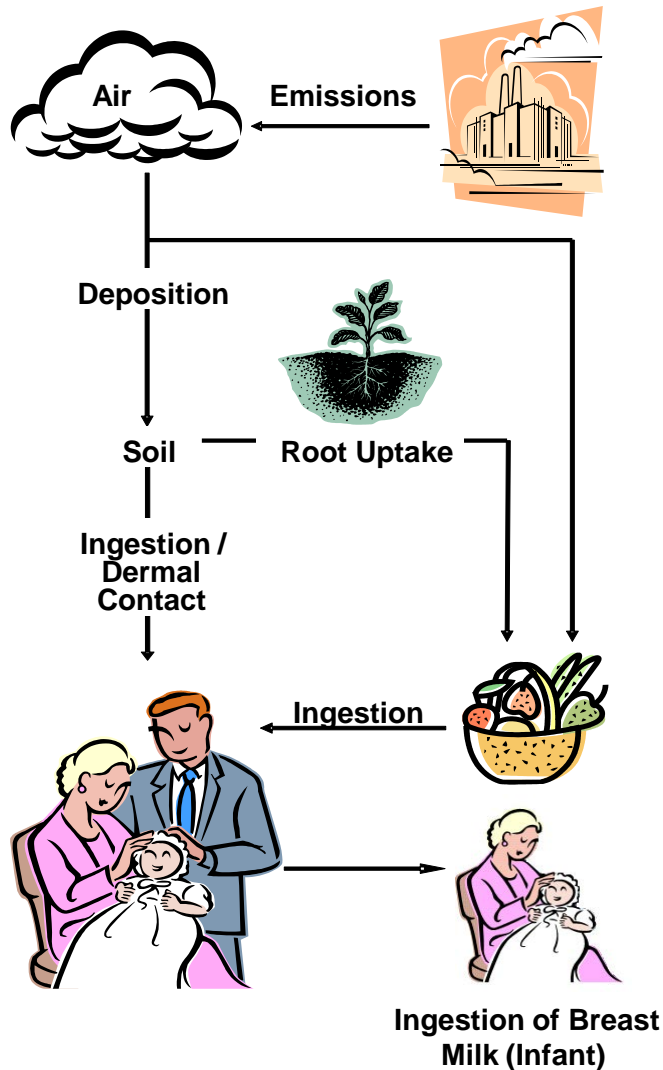 Air
Emissions
Deposition
Soil
Root Uptake
Ingestion /
Dermal
Contact
Ingestion
Ingestion of Breast
Milk (Infant)